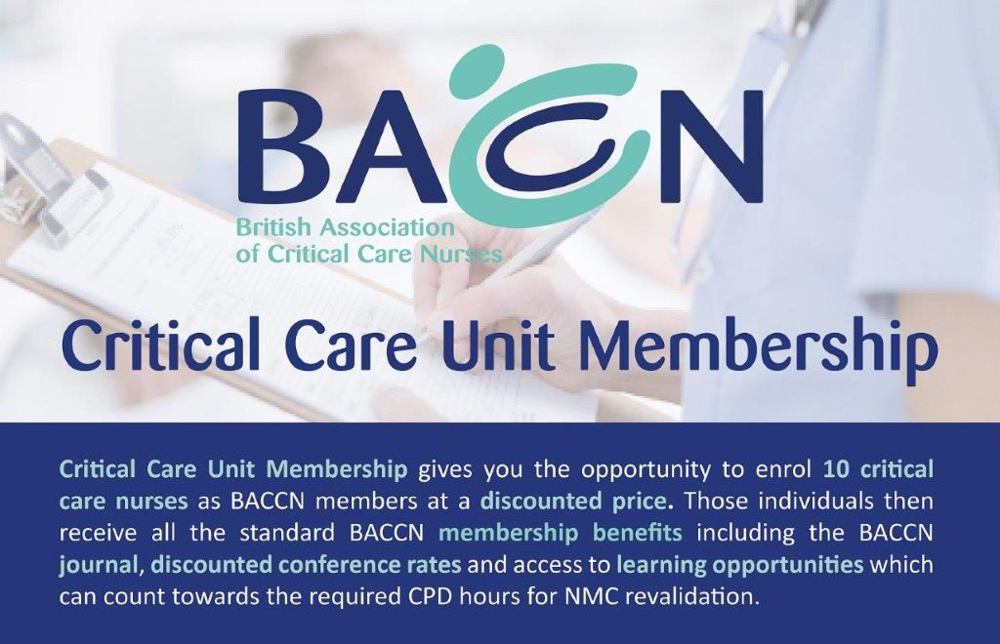 BACCN
British Association
of Critical Care Nurses
Critical Care Unit Membership
Critical Care Unit Membership gives you the opportunity to enrol 10 critical
care nurses as BACCN members at a discounted price. Those individuals then
receive all the standard BACCN membership benefits including the BACCN
journal, discounted conference rates and access to learning opportunities which
can count towards the required CPD hours for NMC revalidation.